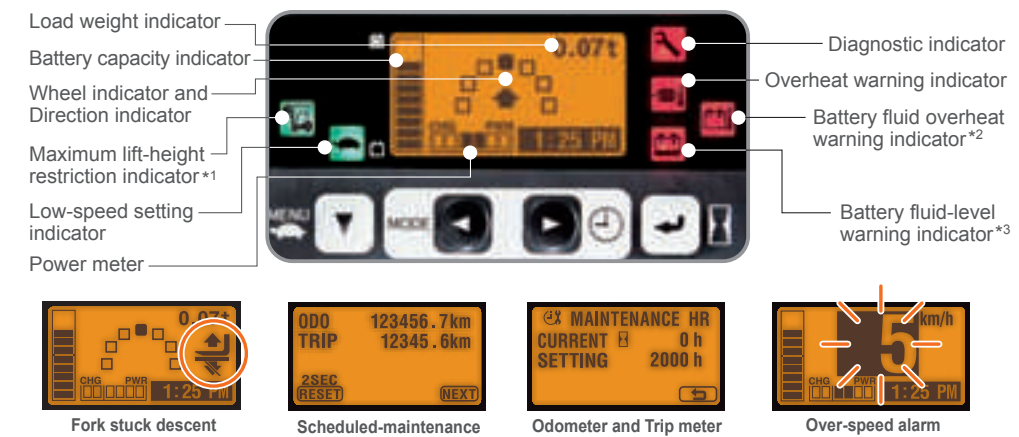 Load weight indicator
Battery capacity indicator
Wheel indicator and
Direction indicator
Maximum lift-height
restriction indicator*1
Low-speed setting
indicator
Power meter
0.07t
CHG PWR
1:25 PM
MENU
MODE
Diagnostic indicator
Overheat warning indicator
Battery fluid overheat
warning indicator*2
Battery fluid-level
warning indicator*3
0.07t
CHG PWR
1:25 PM
Fork stuck descent
ODO 123456.7km
TRIP 12345.6km
2SEC
RESET NEXT
Scheduled-maintenance
MAINTENANCE HR
CURRENT 0 h
SETTING 2000 h
Odometer and Trip meter
5 km/h
CHG PWR
1:25 PM
Over-speed alarm